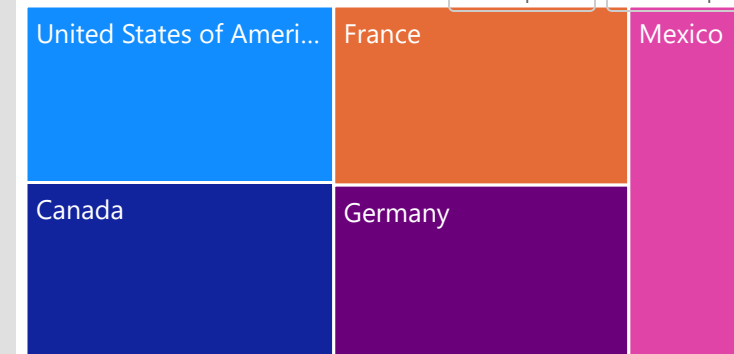 United States of Ameri...
France
Mexico
Canada
Germany